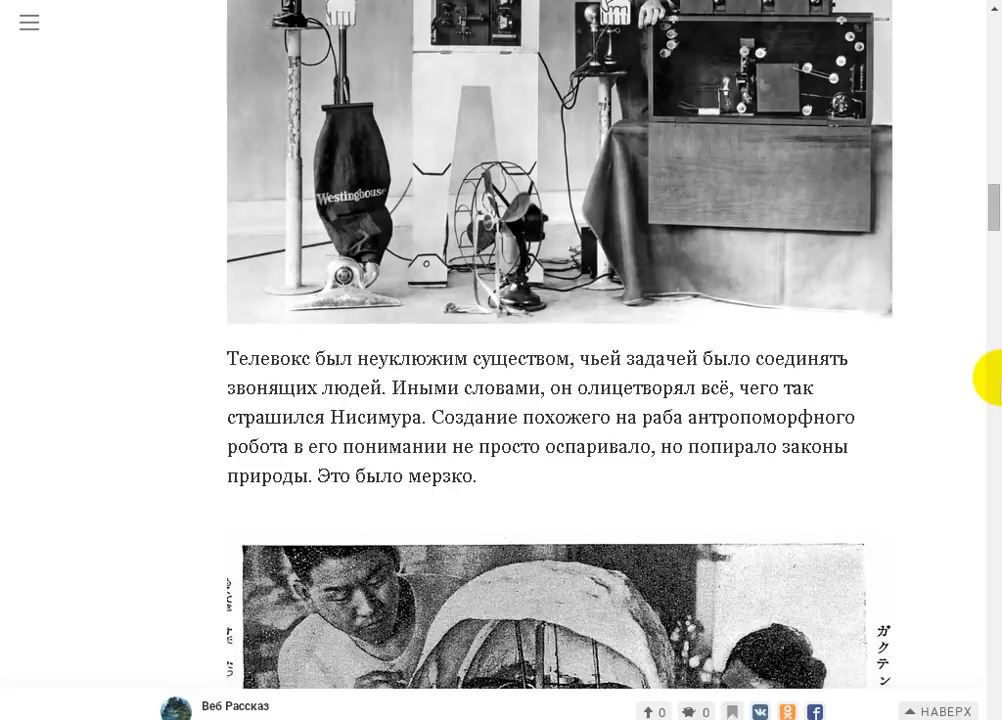 Westinghouse
Телевокс был неуклюжим существом, чьей задачей было соединять
звонящих людей. Иными словами, он олицетворял всё, чего так
страшился Нисимура. Создание похожего на раба антропоморфного
робота в его понимании не просто оспаривало, но попирало законы
природы. Это было мерзко.
ガクテン
Веб Рассказ
0
0
НАВЕРХ